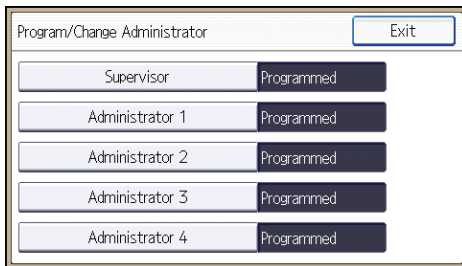 Program/Change Administrator Exit
Supervisor Programmed
Administrator 1 Programmed
Administrator 2 Programmed
Administrator 3 Programmed
Administrator 4 Programmed